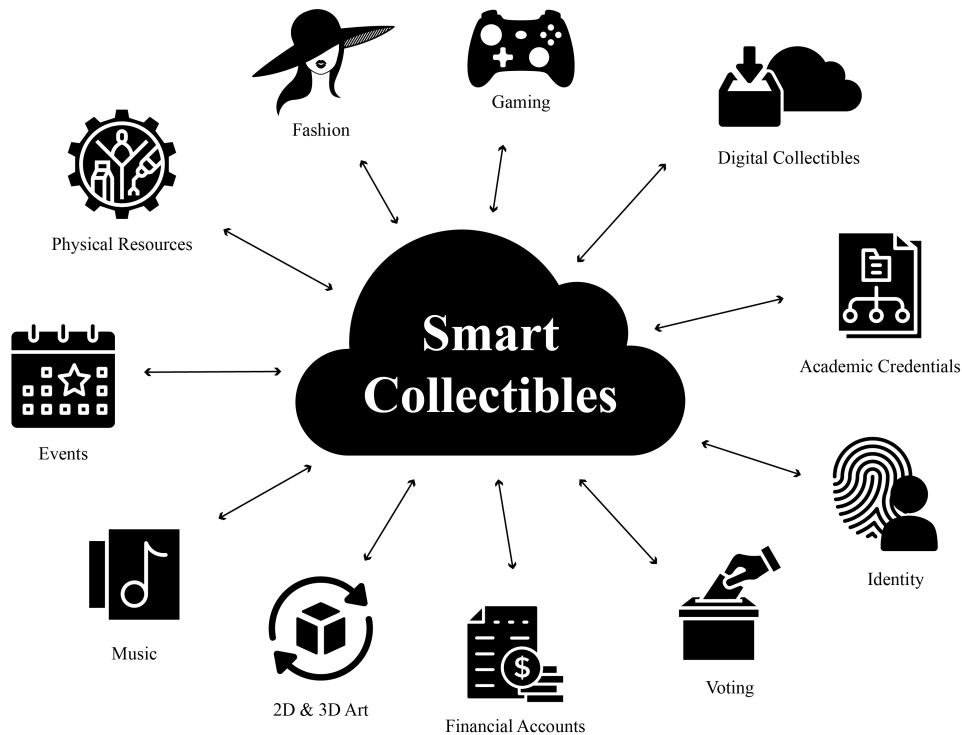 Gaming
Fashion
Digital Collectibles
Physical Resources
Smart
Collectibles
Academic Credentials
Events
Identity
Music
Voting
2D & 3D Art
$
Financial Accounts